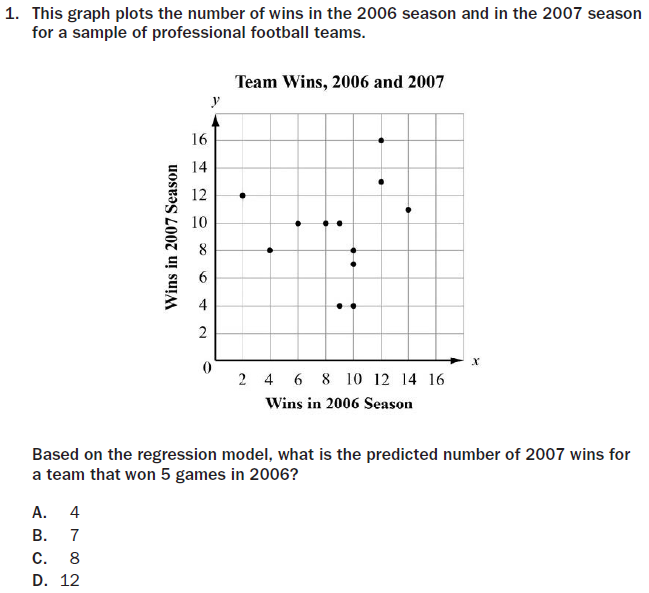 1. This graph plots the number of wins in the 2006 season and in the 2007 season
for a sample of professional football teams.
Team Wins, 2006 and 2007
y
16
14
12
10
8
6
4
2
0
Wins in 2007 Season
x
2 4 6 8 10 12 14 16
Wins in 2006 Season
Based on the regression model, what is the predicted number of 2007 wins for
a team that won 5 games in 2006?
A. 4
B. 7
C. 8
D. 12